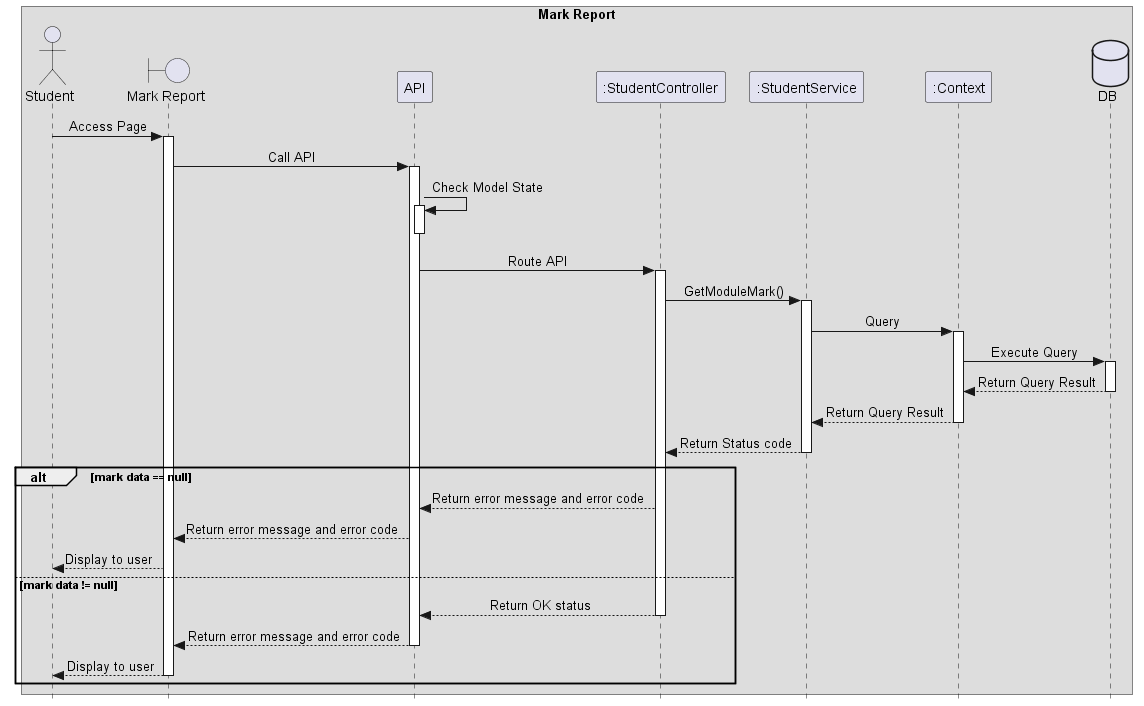 Mark Report
Student
Mark Report
API
:StudentController
:StudentService
:Context
DB
Access Page
Call API
Check Model State
Route API
GetModuleMark()
Query
Execute Query
Return Query Result
Return Query Result
Return Status code
alt
[mark data == null]
Return error message and error code
Return error message and error code
Display to user
[mark data != null]
Return OK status
Return error message and error code
Display to user